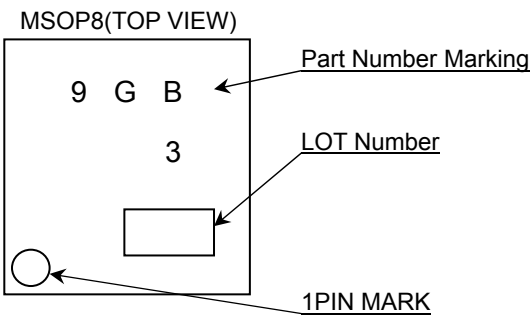 MSOP8(TOP VIEW)
Part Number Marking
9 G B
LOT Number
3
1PIN MARK